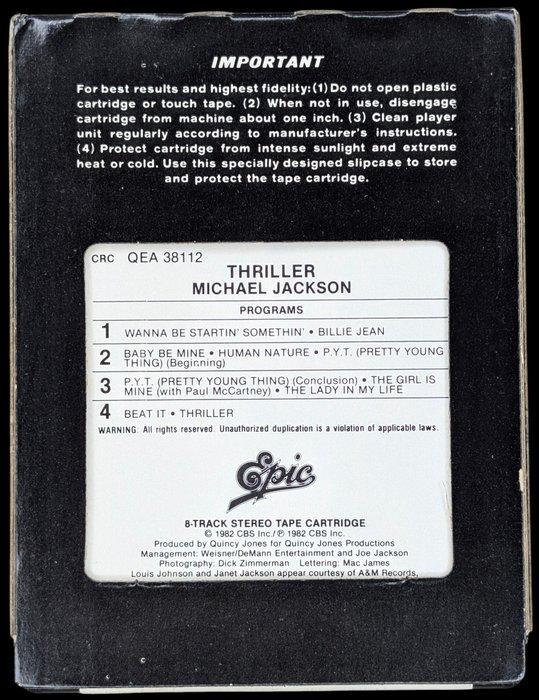 IMPORTANT
For best results and highest fidelity: (1) Do not open plastic
cartridge or touch tape. (2) When not in use, disengage
cartridge from machine about one inch. (3) Clean player
unit regularly according to manufacturer's instructions.
(4) Protect cartridge from intense sunlight and extreme
heat or cold. Use this specially designed slipcase to store
and protect the tape cartridge.
CRC QEA 38112
THRILLER
MICHAEL JACKSON
PROGRAMS
1 WANNA BE STARTIN' SOMETHIN' • BILLIE JEAN
2 BABY BE MINE • HUMAN NATURE • P.Y.T. (PRETTY YOUNG
THING) (Beginning)
3 P.Y.T. (PRETTY YOUNG THING) (Conclusion) • THE GIRL IS
MINE (with Paul McCartney) • THE LADY IN MY LIFE
4 BEAT IT • THRILLER
WARNING: All rights reserved. Unauthorized duplication is a violation of applicable laws.
Epic
8-TRACK STEREO TAPE CARTRIDGE
© 1982 CBS Inc./℗ 1982 CBS Inc.
Produced by Quincy Jones for Quincy Jones Productions
Management: Weisner/DeMann Entertainment and Joe Jackson
Photography: Dick Zimmerman Lettering: Mac James
Louis Johnson and Janet Jackson appear courtesy of A&M Records,